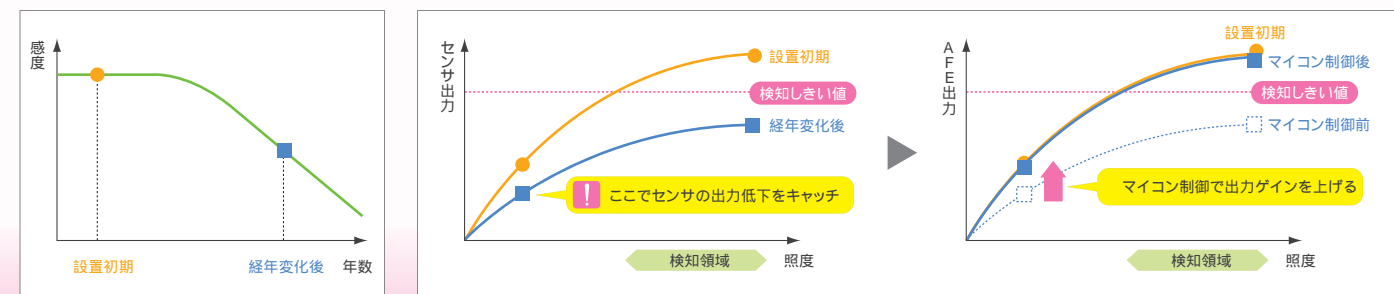 感度
設置初期
経年変化後
年数
センサ出力
設置初期
検知しきい値
経年変化後
! ここでセンサの出力低下をキャッチ
検知領域
照度
AFE出力
設置初期
マイコン制御後
検知しきい値
マイコン制御前
マイコン制御で出力ゲインを上げる
検知領域
照度